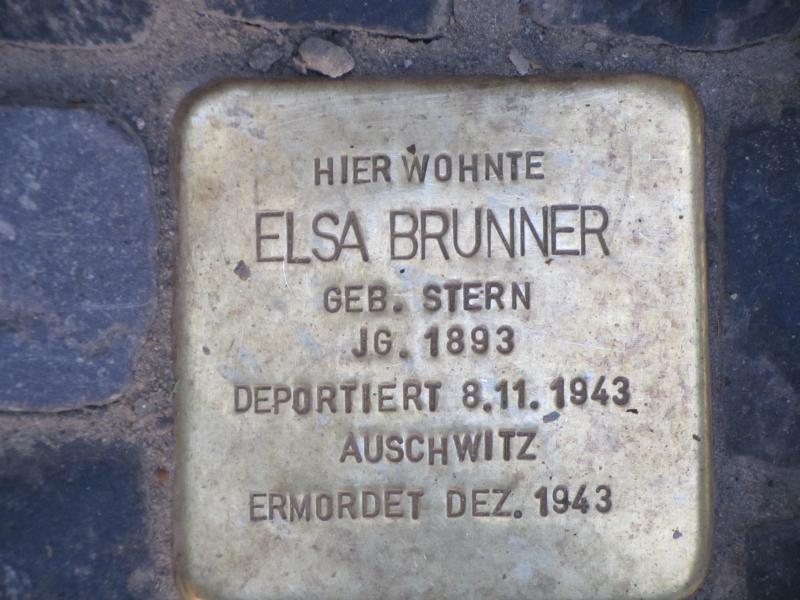 HIER WOHNTE
ELSA BRUNNER
GEB. STERN
JG. 1893
DEPORTIERT 8.11.1943
AUSCHWITZ
ERMORDET DEZ. 1943